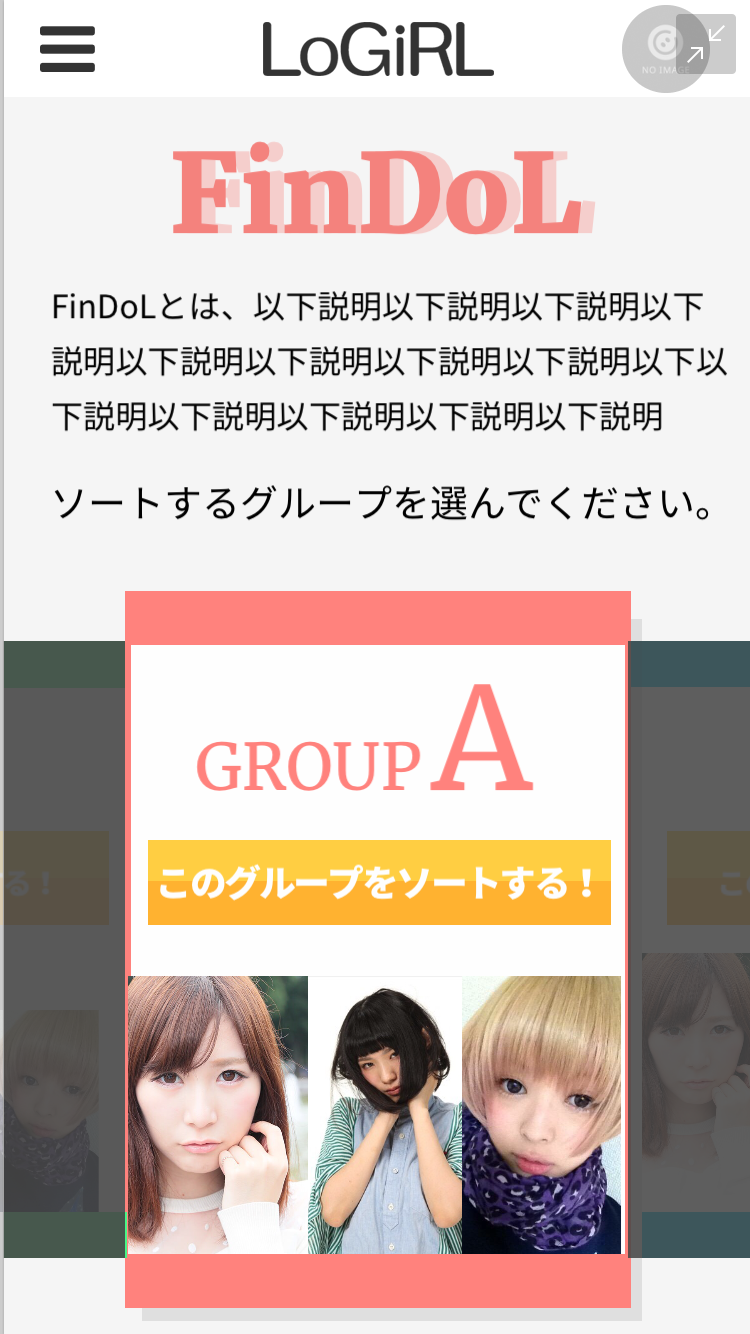 LoGiRL
NO IMAGE
FinDoL
FinDoLとは、以下説明以下説明以下説明以下
説明以下説明以下説明以下説明以下説明以下以
下説明以下説明以下説明以下説明以下説明
ソートするグループを選んでください。
GROUP A
する！
このグループをソートする！